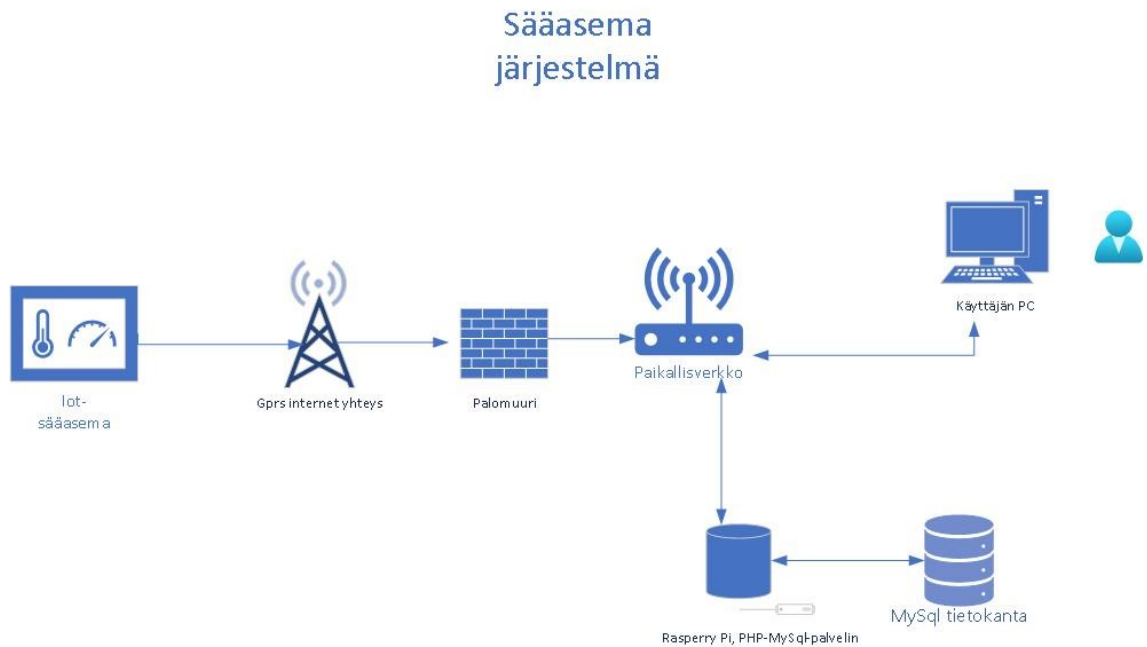 Sääasema
järjestelmä
Käyttäjän PC
Paikallisverkko
Iot-
sääasema
Gprs internet yhteys
Palomuuri
MySql tietokanta
Rasperry Pi, PHP-MySql-palvelin